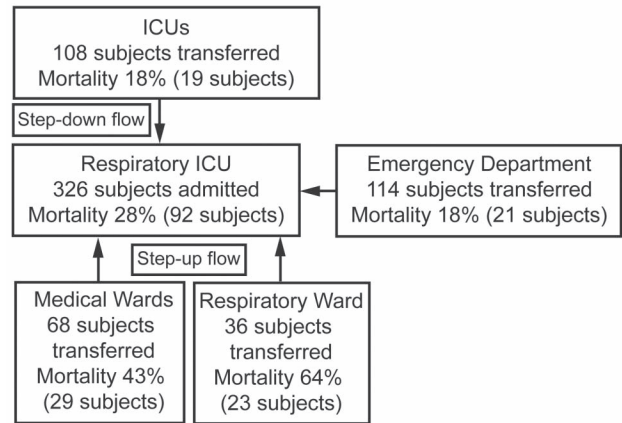 ICUs
108 subjects transferred
Mortality 18% (19 subjects)
Step-down flow
Respiratory ICU
326 subjects admitted
Mortality 28% (92 subjects)
Emergency Department
114 subjects transferred
Mortality 18% (21 subjects)
Step-up flow
Medical Wards
68 subjects
transferred
Mortality 43%
(29 subjects)
Respiratory Ward
36 subjects
transferred
Mortality 64%
(23 subjects)